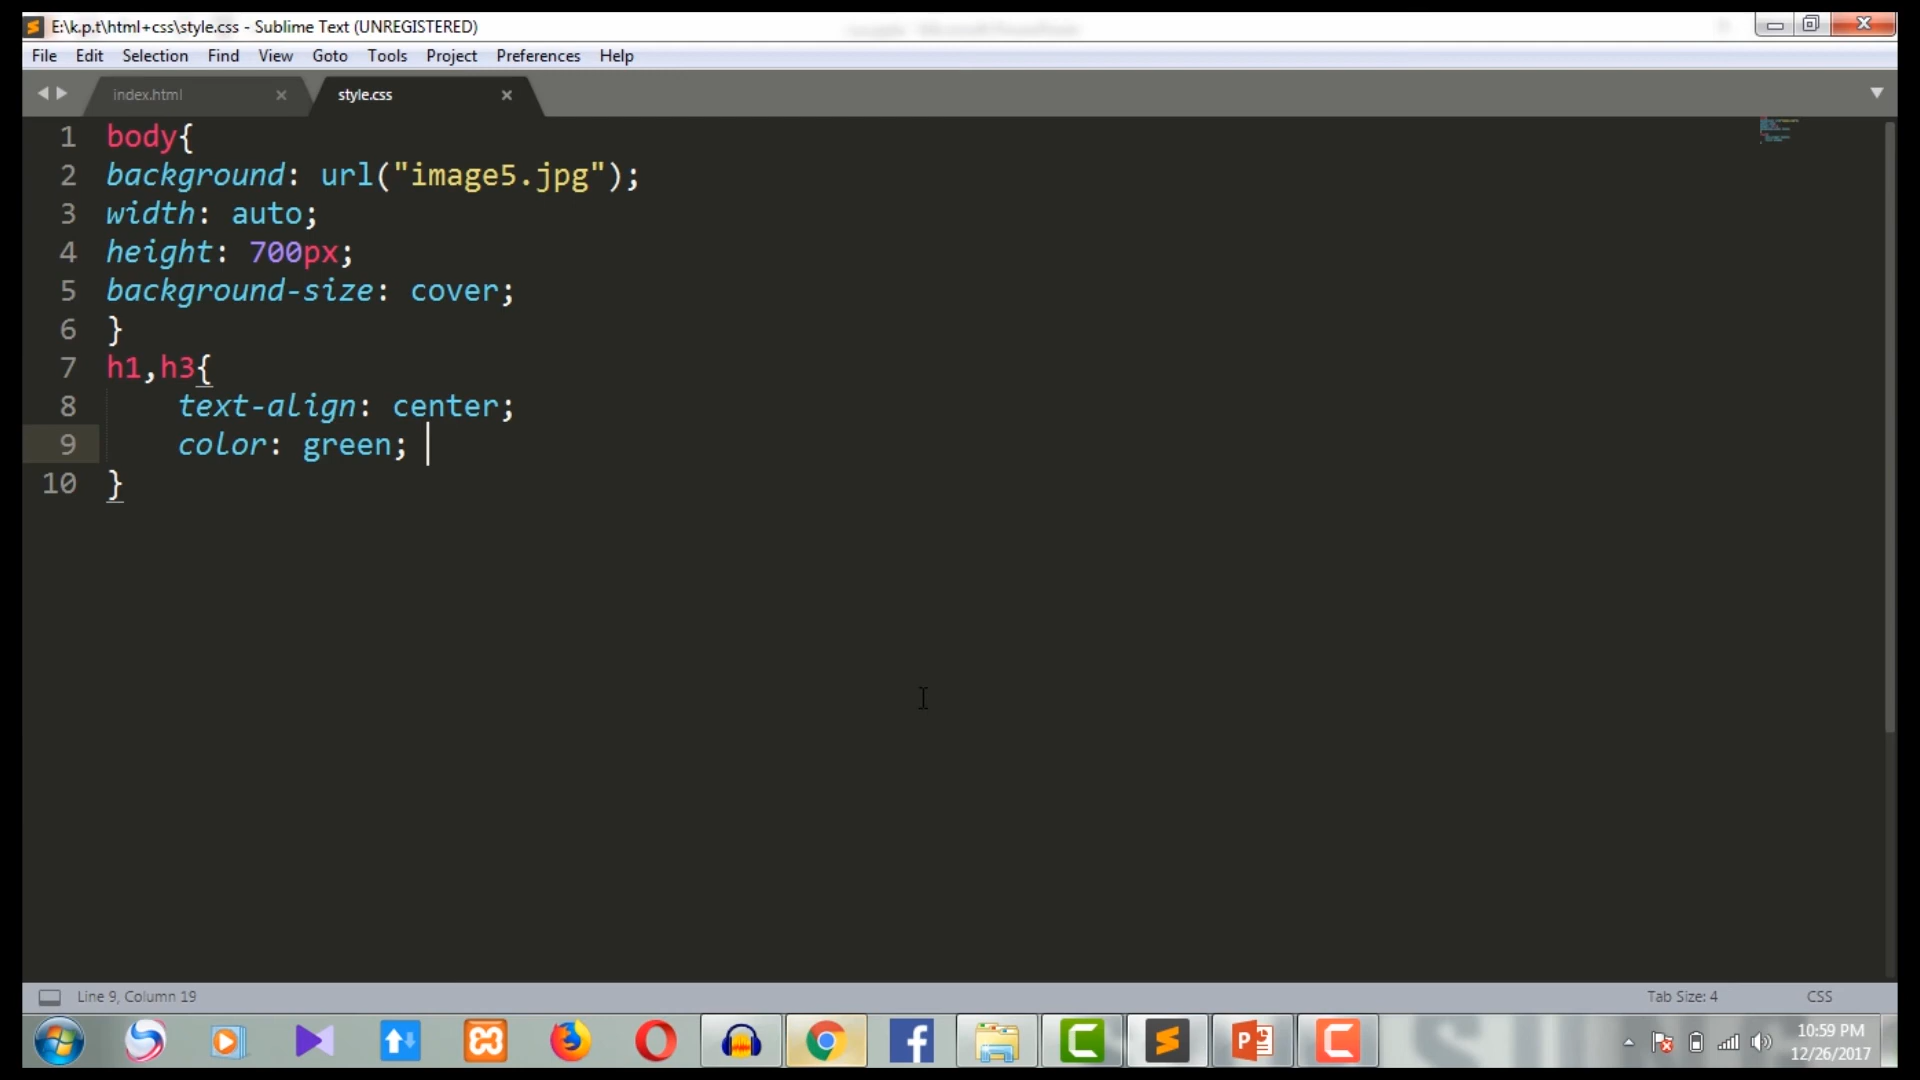 E:\k.p.t\html+css\style.css - Sublime Text (UNREGISTERED)
File Edit Selection Find View Goto Tools Project Preferences Help
index.html style.css
1 body{
2 background: url("image5.jpg");
3 width: auto;
4 height: 700px;
5 background-size: cover;
6 }
7 h1,h3{
8 text-align: center;
9 color: green;
10 }
Line 9, Column 19 Tab Size: 4 CSS
10:59 PM
12/26/2017